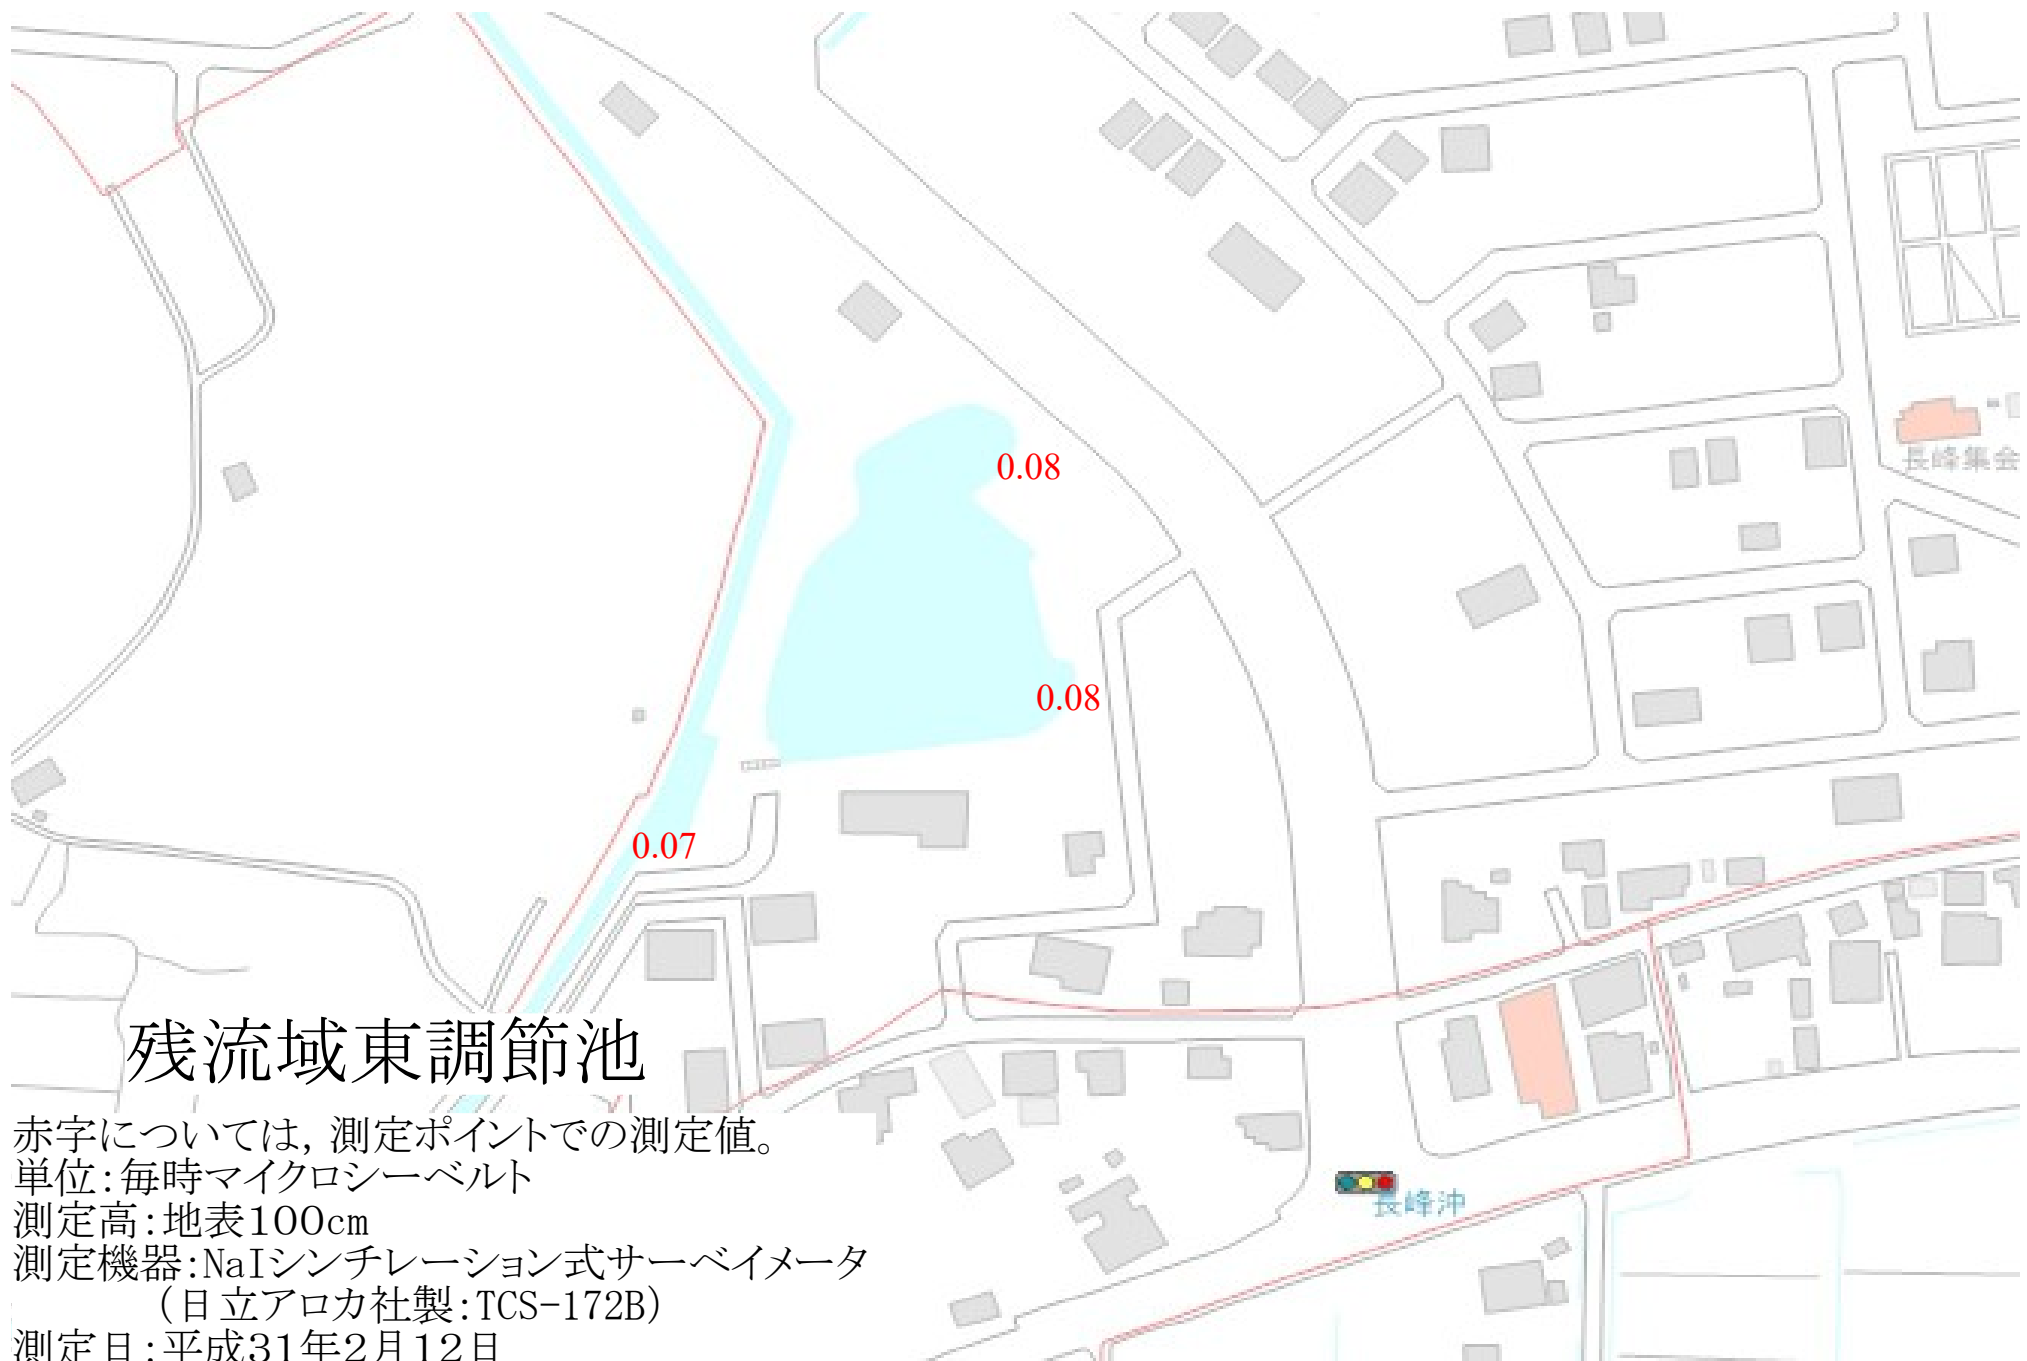 0.08
長峰集会
0.08
0.07
残流域東調節池
赤字については, 測定ポイントでの測定値。
単位:毎時マイクロシーベルト
長峰沖
測定高:地表100cm
測定機器:NaIシンチレーション式サーベイメータ
(日立アロカ社製:TCS-172B)
測定日:平成31年2月12日